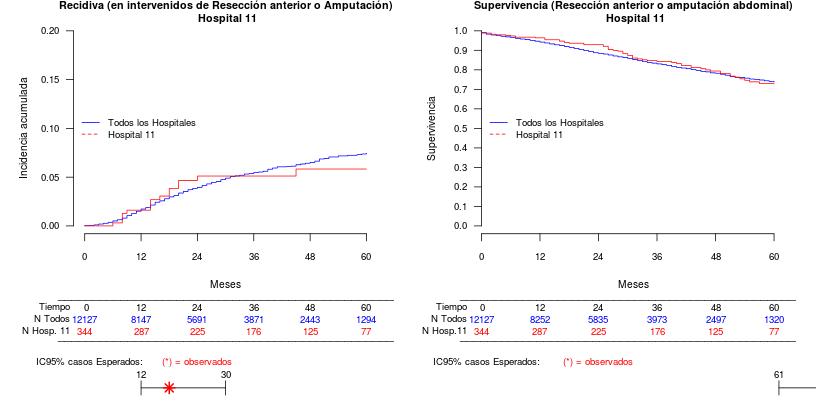 Recidiva (en intervenidos de Resección anterior o Amputación)
Hospital 11
0.20
0.15
0.10
0.05
0.00
Incidencia acumulada
Todos los Hospitales
Hospital 11
0 12 24 36 48 60
Meses
Tiempo 0 12 24 36 48 60
N Todos 12127 8147 5691 3871 2443 1294
N Hosp. 11 344 287 225 176 125 77
IC95% casos Esperados: (*) = observados
12 30
Supervivencia (Resección anterior o amputación abdominal)
Hospital 11
1.0
0.9
0.8
0.7
0.6
0.5
0.4
0.3
0.2
0.1
0.0
Supervivencia
Todos los Hospitales
Hospital 11
0 12 24 36 48 60
Meses
Tiempo 0 12 24 36 48 60
N Todos 12127 8252 5835 3973 2497 1320
N Hosp.11 344 287 225 176 125 77
IC95% casos Esperados: (*) = observados
61